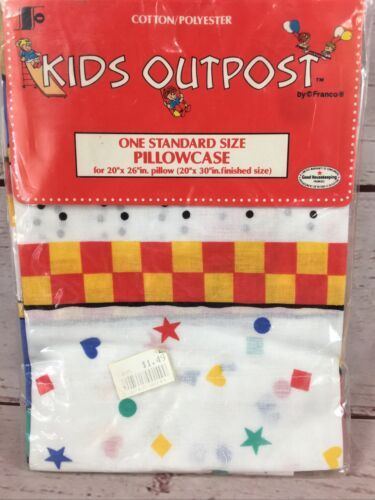 COTTON/POLYESTER
KIDS OUTPOST™
by©Franco®
ONE STANDARD SIZE
PILLOWCASE
for 20"x 26"in. pillow (20"x 30"in.finished size)
Good Housekeeping
$1.49